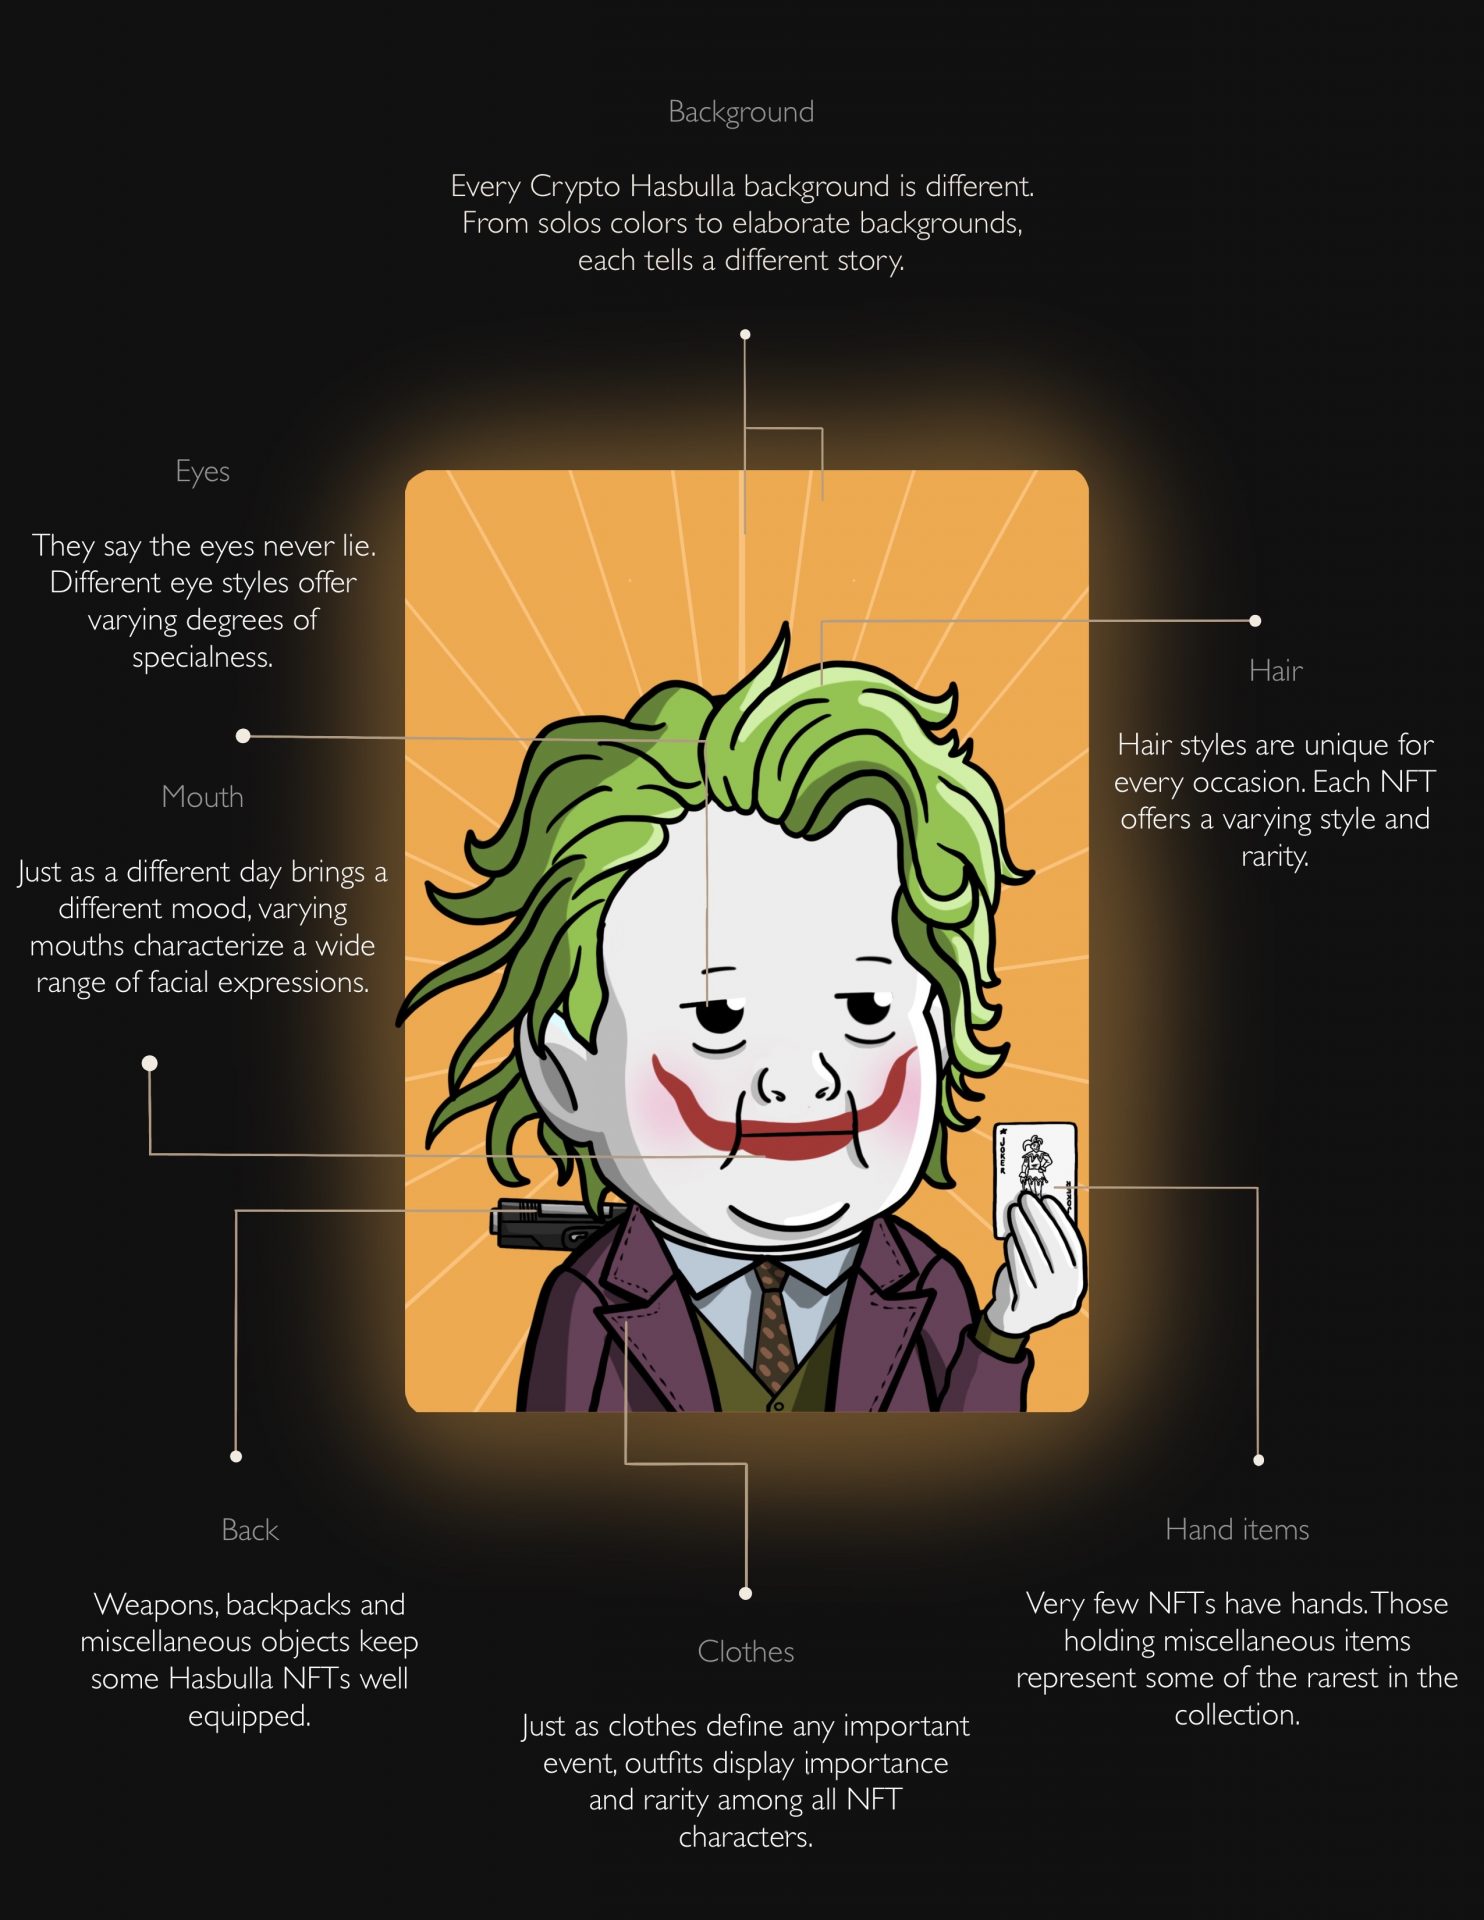 Background
Every Crypto Hasbulla background is different.
From solos colors to elaborate backgrounds,
each tells a different story.
Eyes
They say the eyes never lie.
Different eye styles offer
varying degrees of
specialness.
Hair
Hair styles are unique for
every occasion. Each NFT
offers a varying style and
rarity.
Mouth
Just as a different day brings a
different mood, varying
mouths characterize a wide
range of facial expressions.
JOKER
Back
Weapons, backpacks and
miscellaneous objects keep
some Hasbulla NFTs well
equipped.
Clothes
Just as clothes define any important
event, outfits display importance
and rarity among all NFT
characters.
Hand items
Very few NFTs have hands. Those
holding miscellaneous items
represent some of the rarest in the
collection.